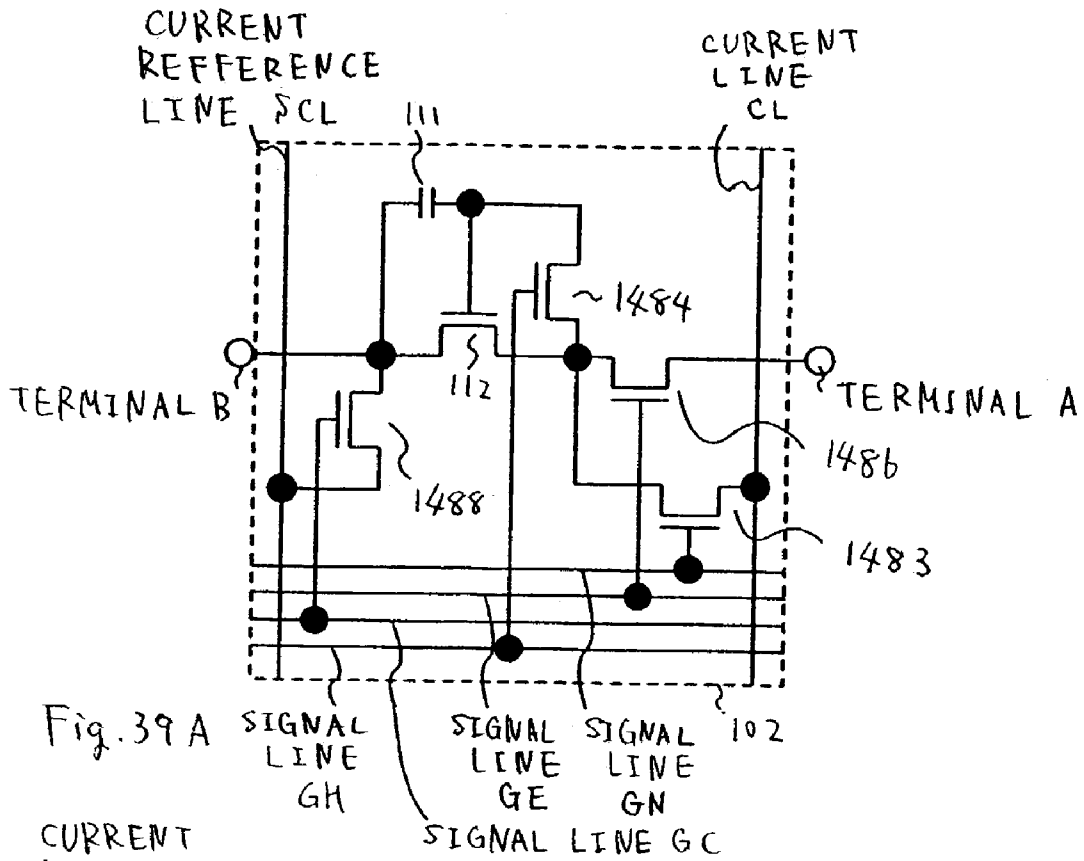 CURRENT
REFFERENCE
LINE SCL
111
CURRENT
LINE
CL
1484
112
TERMINAL B
TERMINAL A
1486
1488
1483
Fig. 39 A
SIGNAL
LINE
GH
SIGNAL
LINE
GE
SIGNAL
LINE
GN
102
SIGNAL LINE GC
CURRENT